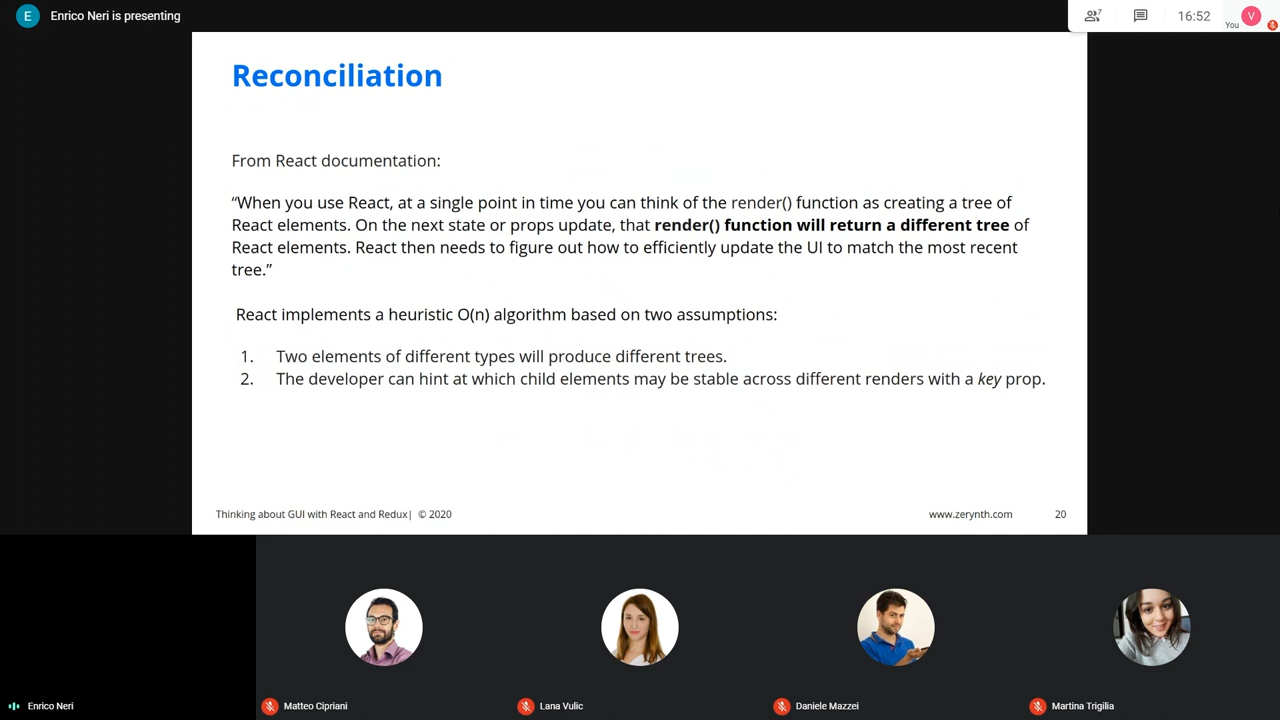 E Enrico Neri is presenting
7 16:52 You V
Reconciliation
From React documentation:
“When you use React, at a single point in time you can think of the render() function as creating a tree of
React elements. On the next state or props update, that render() function will return a different tree of
React elements. React then needs to figure out how to efficiently update the UI to match the most recent
tree.”
React implements a heuristic O(n) algorithm based on two assumptions:
1. Two elements of different types will produce different trees.
2. The developer can hint at which child elements may be stable across different renders with a key prop.
Thinking about GUI with React and Redux| © 2020 www.zerynth.com 20
Enrico Neri Matteo Cipriani Lana Vulic Daniele Mazzei Martina Trigilia